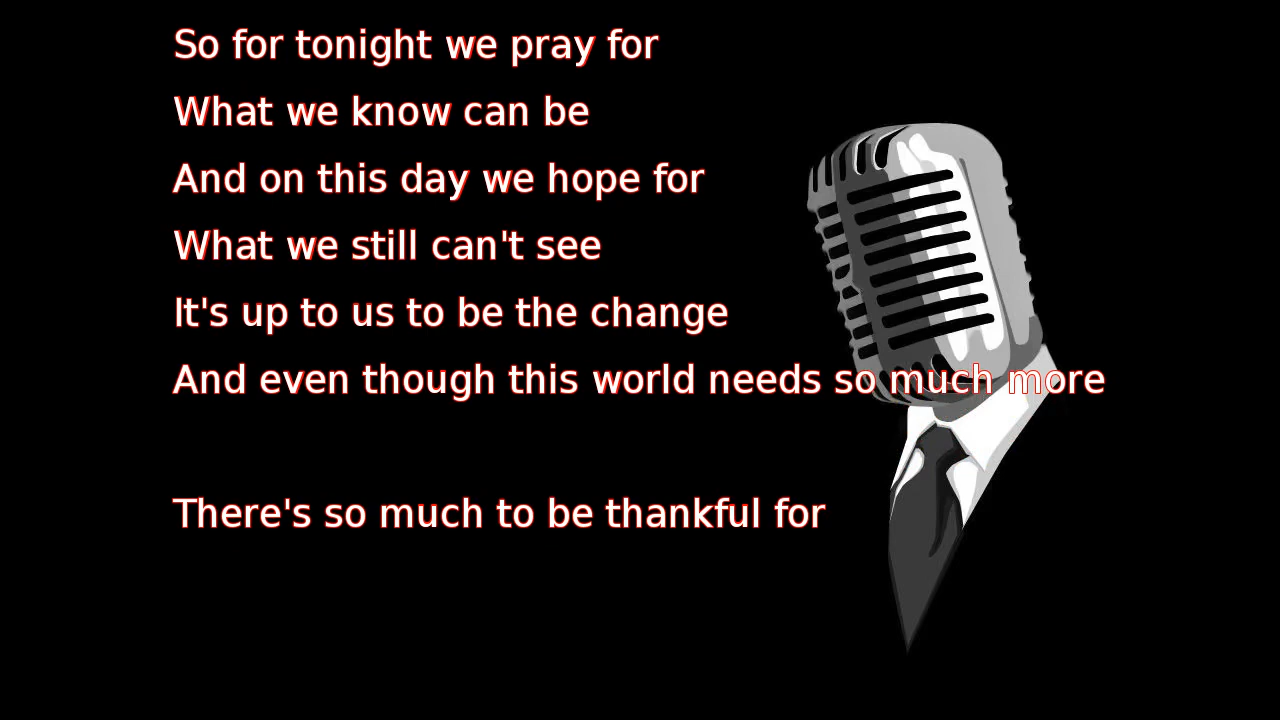 So for tonight we pray for
What we know can be
And on this day we hope for
What we still can't see
It's up to us to be the change
And even though this world needs so much more
There's so much to be thankful for